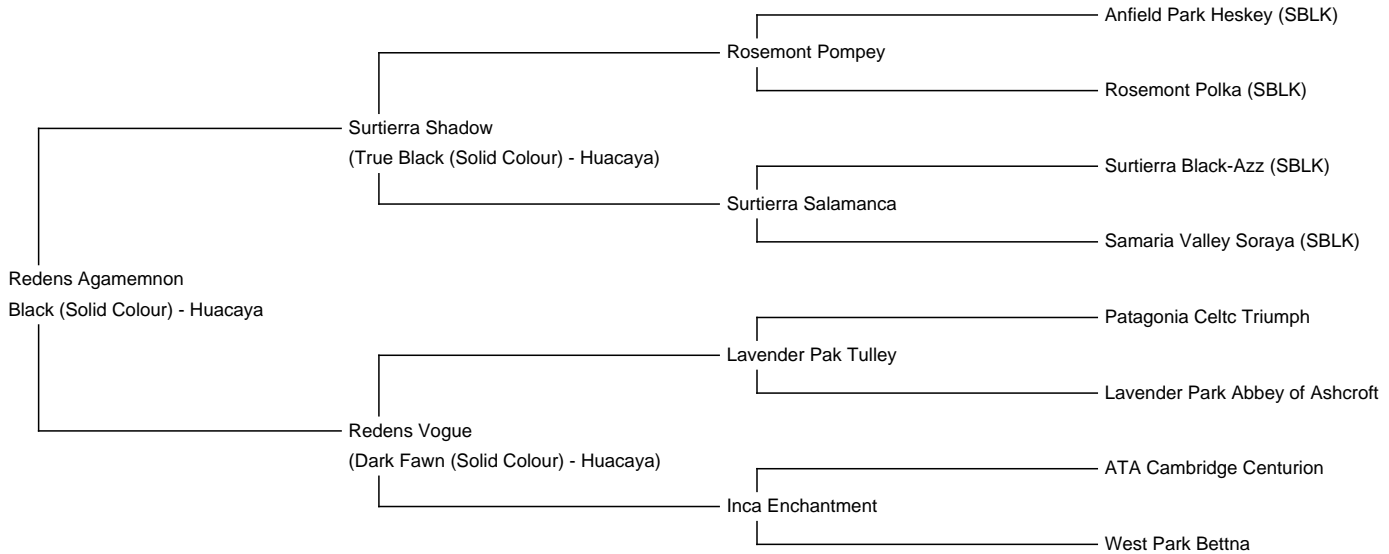 Anfield Park Heskey (SBLK)
Rosemont Pompey
Rosemont Polka (SBLK)
Surtierra Shadow
(True Black (Solid Colour) - Huacaya)
Surtierra Black-Azz (SBLK)
Surtierra Salamanca
Samaria Valley Soraya (SBLK)
Redens Agamemnon
Black (Solid Colour) - Huacaya
Patagonia Celtc Triumph
Lavender Pak Tulley
Lavender Park Abbey of Ashcroft
Redens Vogue
(Dark Fawn (Solid Colour) - Huacaya)
ATA Cambridge Centurion
Inca Enchantment
West Park Bettna